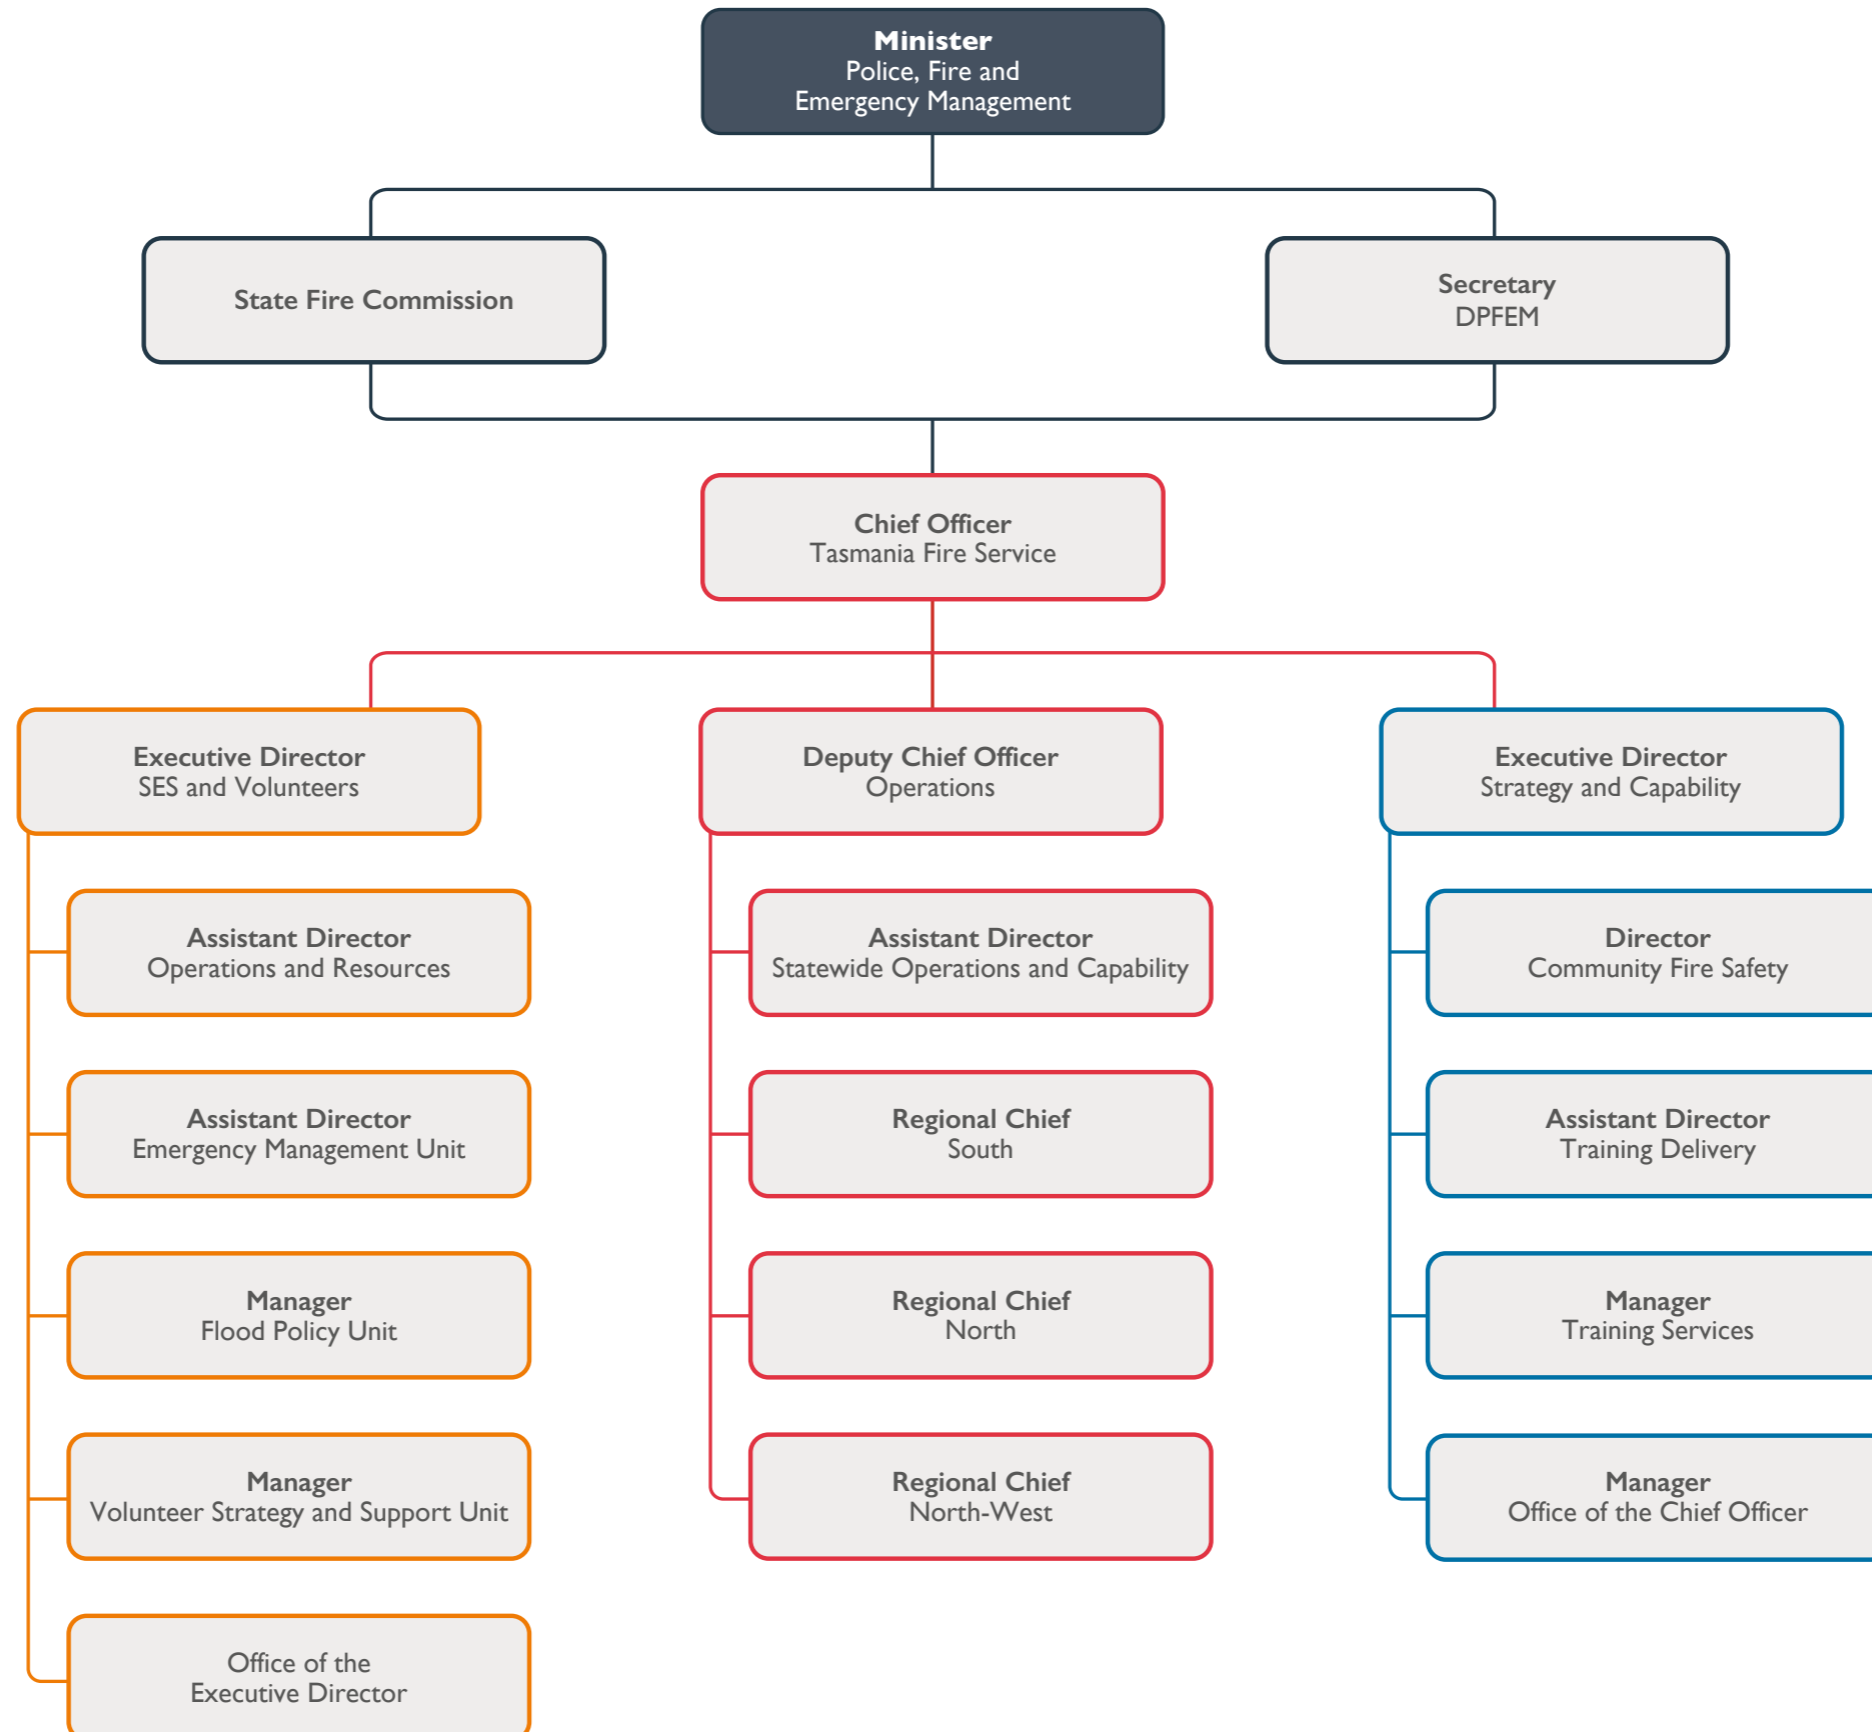 Minister
Police, Fire and
Emergency Management
State Fire Commission
Secretary
DPFEM
Chief Officer
Tasmania Fire Service
Executive Director
SES and Volunteers
Deputy Chief Officer
Operations
Executive Director
Strategy and Capability
Assistant Director
Operations and Resources
Assistant Director
Statewide Operations and Capability
Director
Community Fire Safety
Assistant Director
Emergency Management Unit
Regional Chief
South
Assistant Director
Training Delivery
Manager
Flood Policy Unit
Regional Chief
North
Manager
Training Services
Manager
Volunteer Strategy and Support Unit
Regional Chief
North-West
Manager
Office of the Chief Officer
Office of the
Executive Director